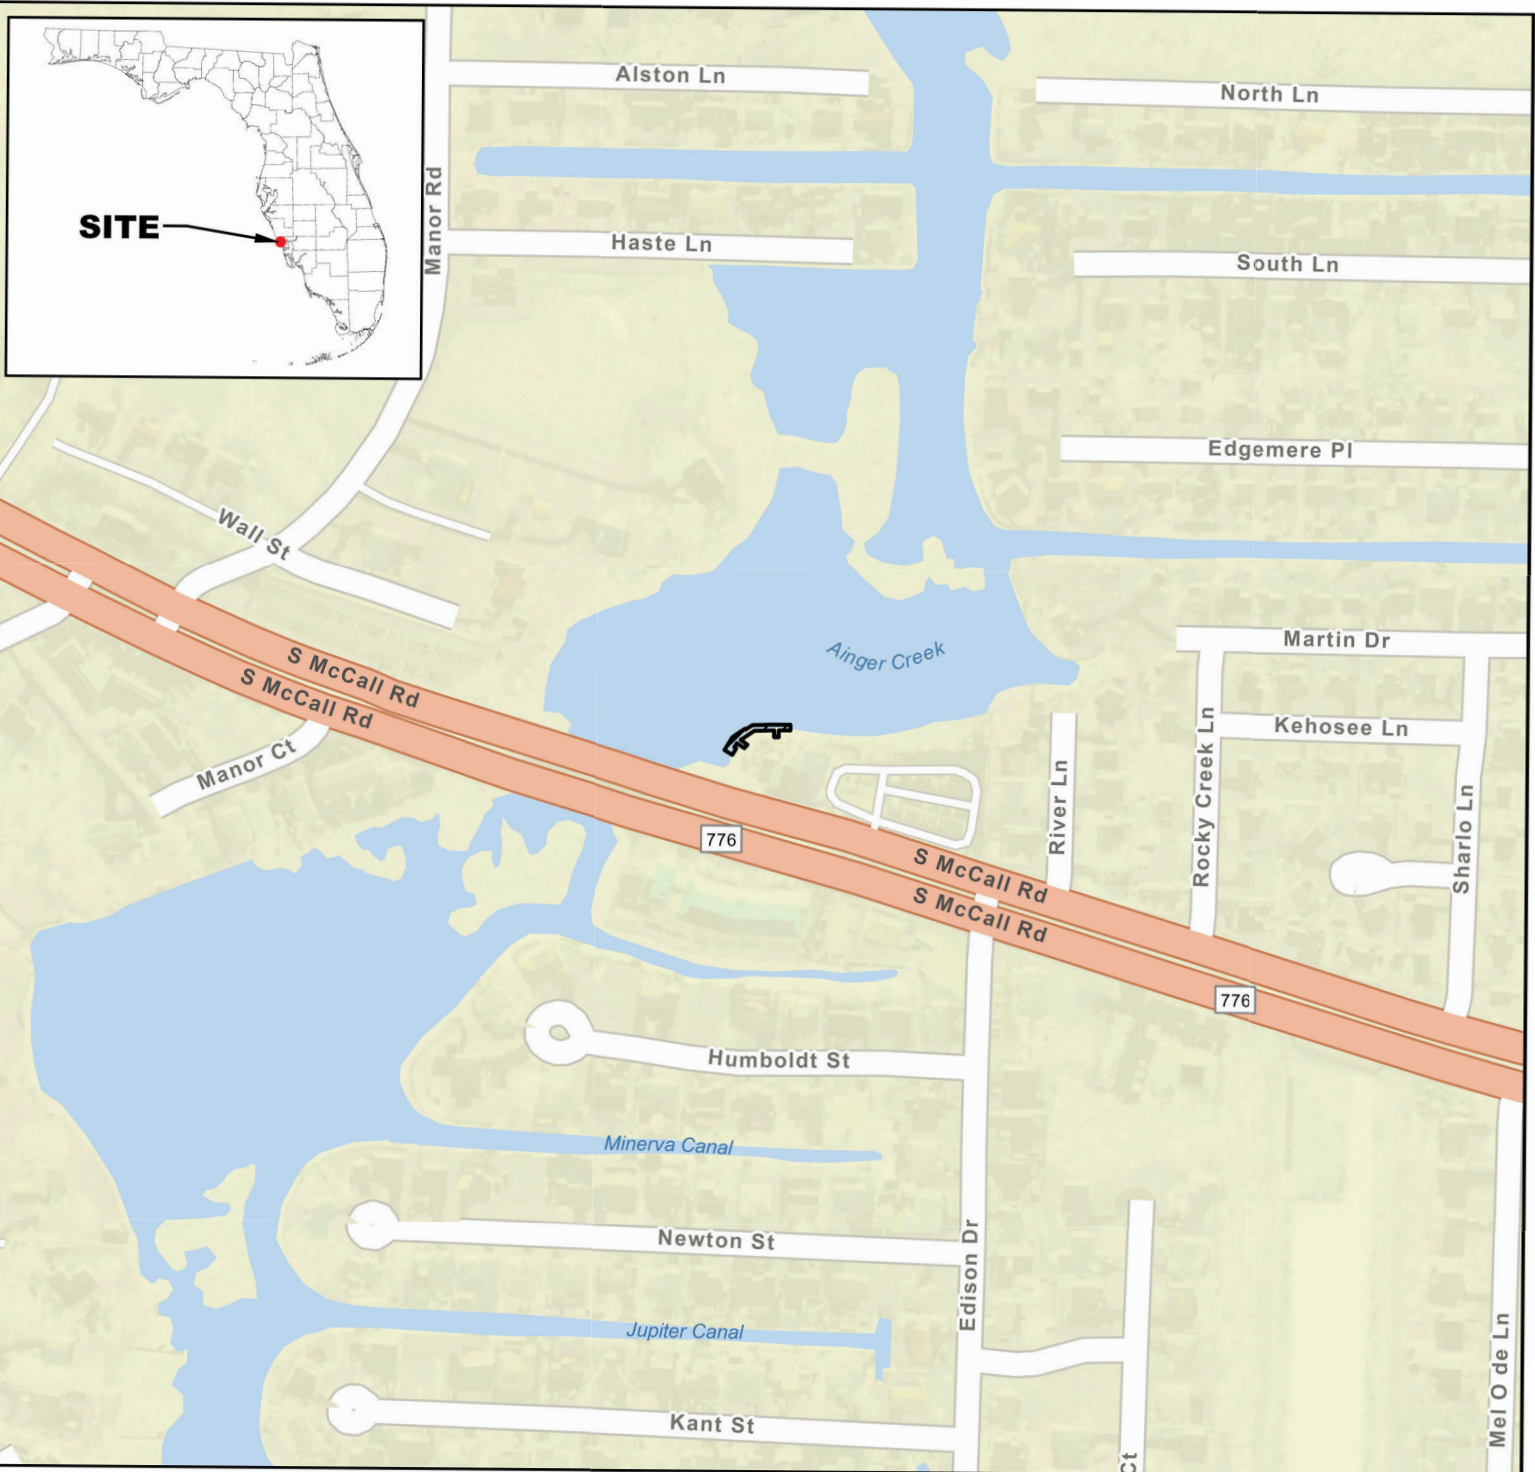 Alston Ln
North Ln
Manor Rd
SITE
Haste Ln
South Ln
Edgemere Pl
Wall St
Ainger Creek
Martin Dr
S McCall Rd
S McCall Rd
Manor Ct
Kehosee Ln
River Ln
Rocky Creek Ln
Sharlo Ln
776
S McCall Rd
S McCall Rd
776
Humboldt St
Minerva Canal
Newton St
Edison Dr
Jupiter Canal
Mel O de Ln
Kant St
Ct